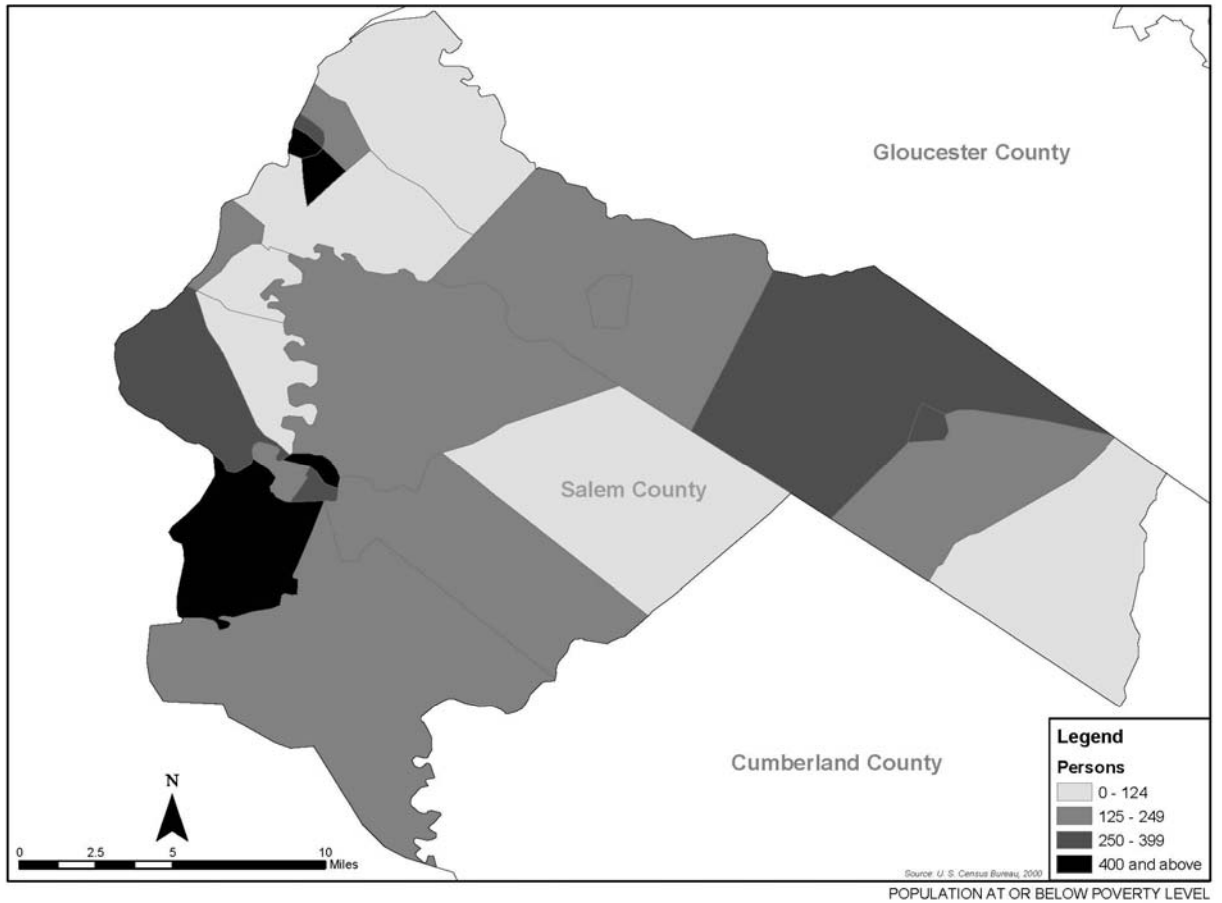 Gloucester County
Salem County
Cumberland County
N
0 2.5 5 10
Miles
Legend
Persons
0 - 124
125 - 249
250 - 399
400 and above
Source: U. S. Census Bureau, 2000
POPULATION AT OR BELOW POVERTY LEVEL